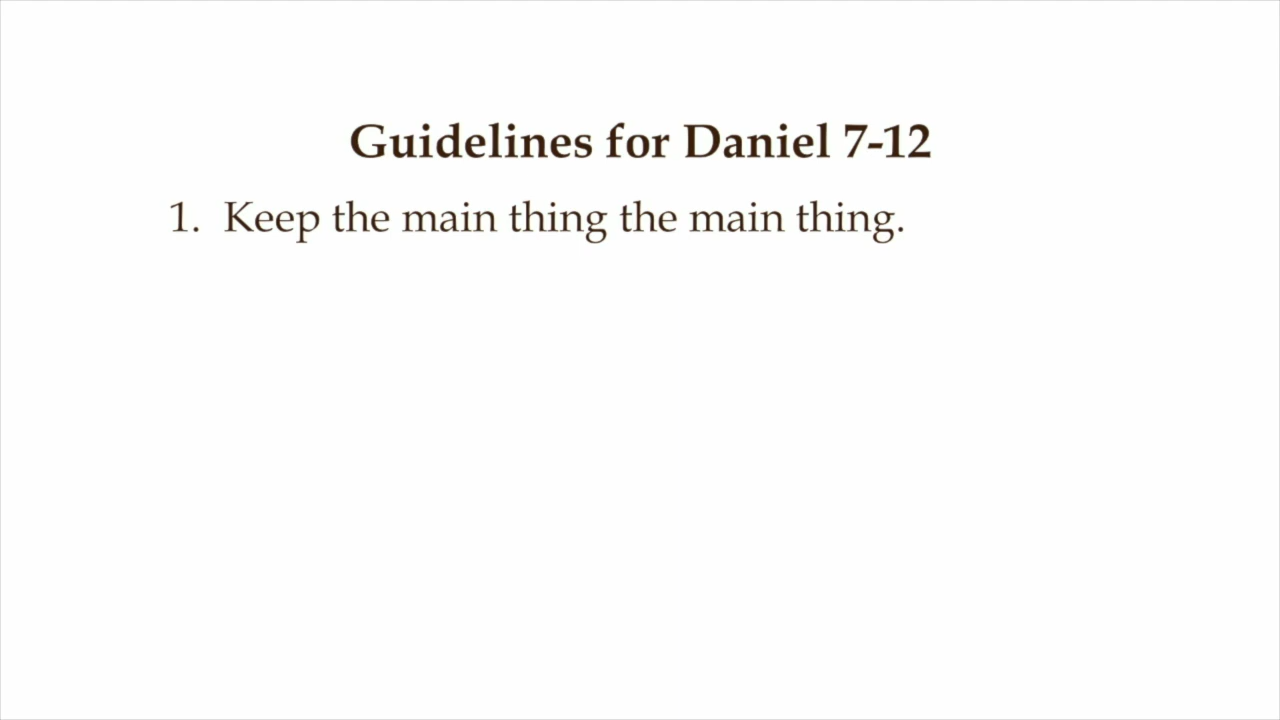 Guidelines for Daniel 7-12
1. Keep the main thing the main thing.